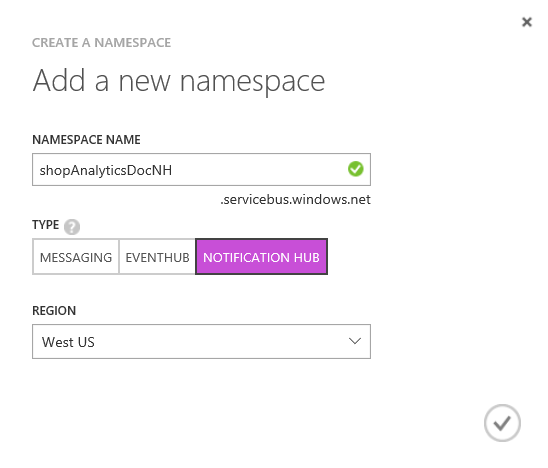 CREATE A NAMESPACE
Add a new namespace
NAMESPACE NAME
shopAnalyticsDocNH
.servicebus.windows.net
TYPE ?
MESSAGING EVENTHUB NOTIFICATION HUB
REGION
West US